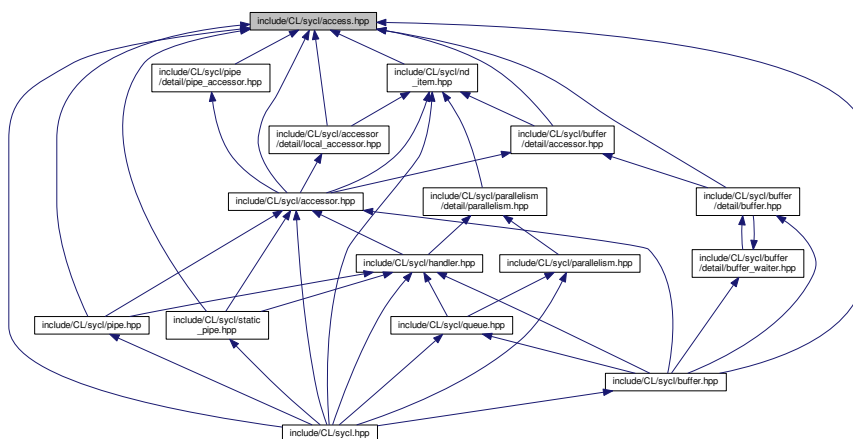 include/CL/sycl/access.hpp
include/CL/sycl/pipe
/detail/pipe_accessor.hpp
include/CL/sycl/nd
_item.hpp
include/CL/sycl/accessor
/detail/local_accessor.hpp
include/CL/sycl/buffer
/detail/accessor.hpp
include/CL/sycl/accessor.hpp
include/CL/sycl/parallelism
/detail/parallelism.hpp
include/CL/sycl/buffer
/detail/buffer.hpp
include/CL/sycl/handler.hpp
include/CL/sycl/parallelism.hpp
include/CL/sycl/buffer
/detail/buffer_waiter.hpp
include/CL/sycl/pipe.hpp
include/CL/sycl/static
_pipe.hpp
include/CL/sycl/queue.hpp
include/CL/sycl/buffer.hpp
include/CL/sycl.hpp